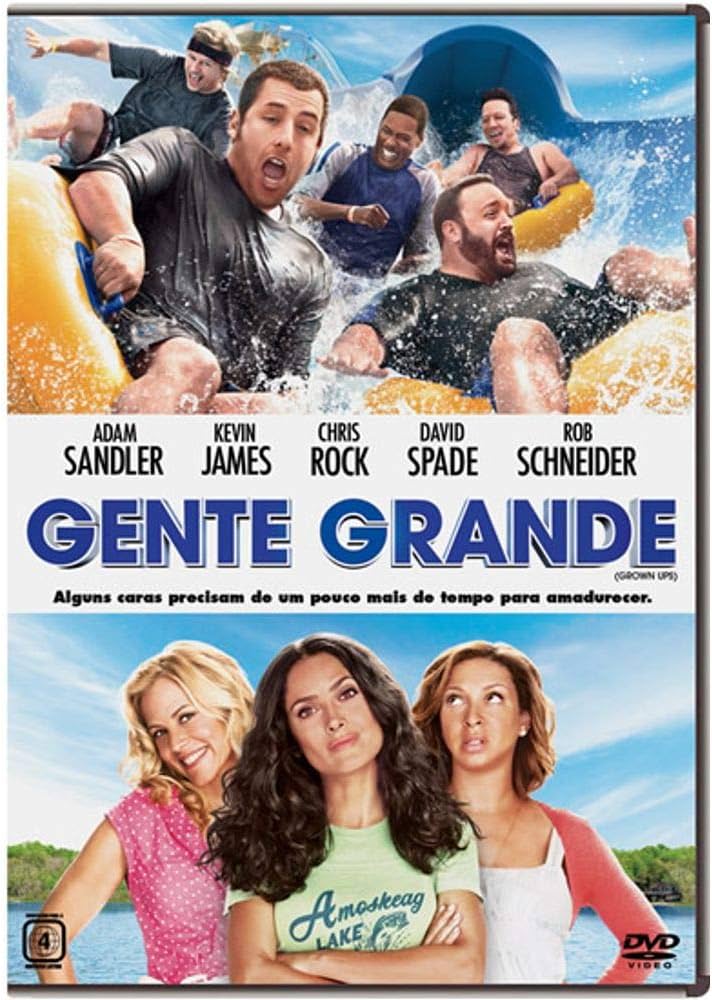 ADAM SANDLER
KEVIN JAMES
CHRIS ROCK
DAVID SPADE
ROB SCHNEIDER
GENTE GRANDE
(GROWN UPS)
Alguns caras precisam de um pouco mais de tempo para amadurecer.
Amoskeag
LAKE
4
DVD
VIDEO